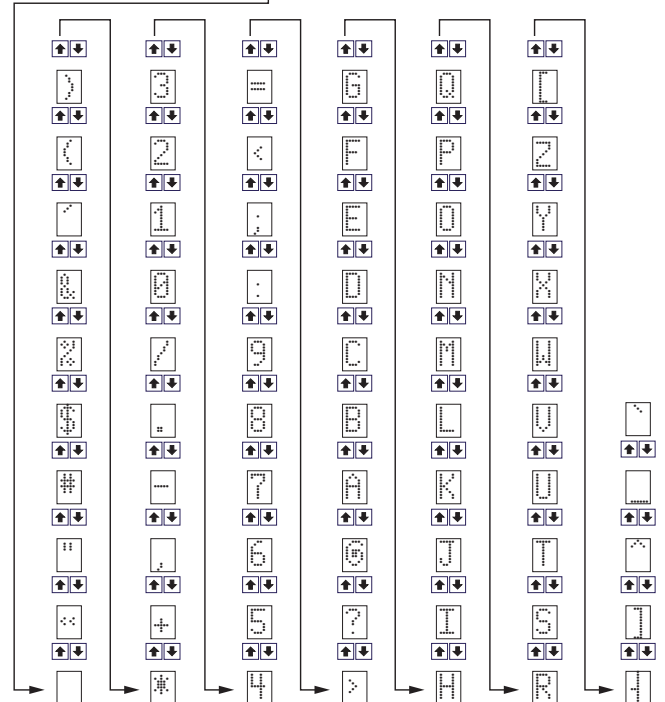 ) 3 = G Q [
( 2 < F P Z
´ 1 ; E O Y
& 0 : D N X
% / 9 C M W
$ . 8 B L V `
# - 7 A K U _
" , 6 @ J T ^
« + 5 ? I S ]
* 4 > H R